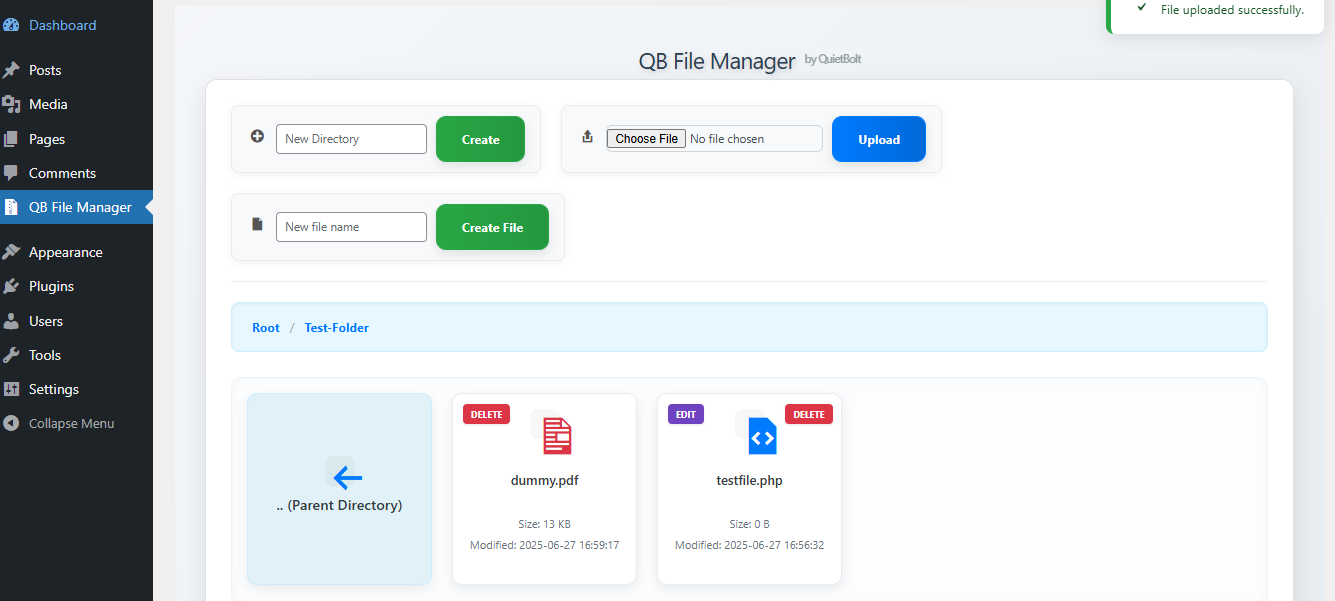 Dashboard
Posts
Media
Pages
Comments
QB File Manager
Appearance
Plugins
Users
Tools
Settings
Collapse Menu
File uploaded successfully.
QB File Manager by QuietBolt
New Directory
Create
Choose File No file chosen
Upload
New file name
Create File
Root / Test-Folder
.. (Parent Directory)
DELETE
dummy.pdf
Size: 13 KB
Modified: 2025-06-27 16:59:17
EDIT
DELETE
testfile.php
Size: 0 B
Modified: 2025-06-27 16:56:32